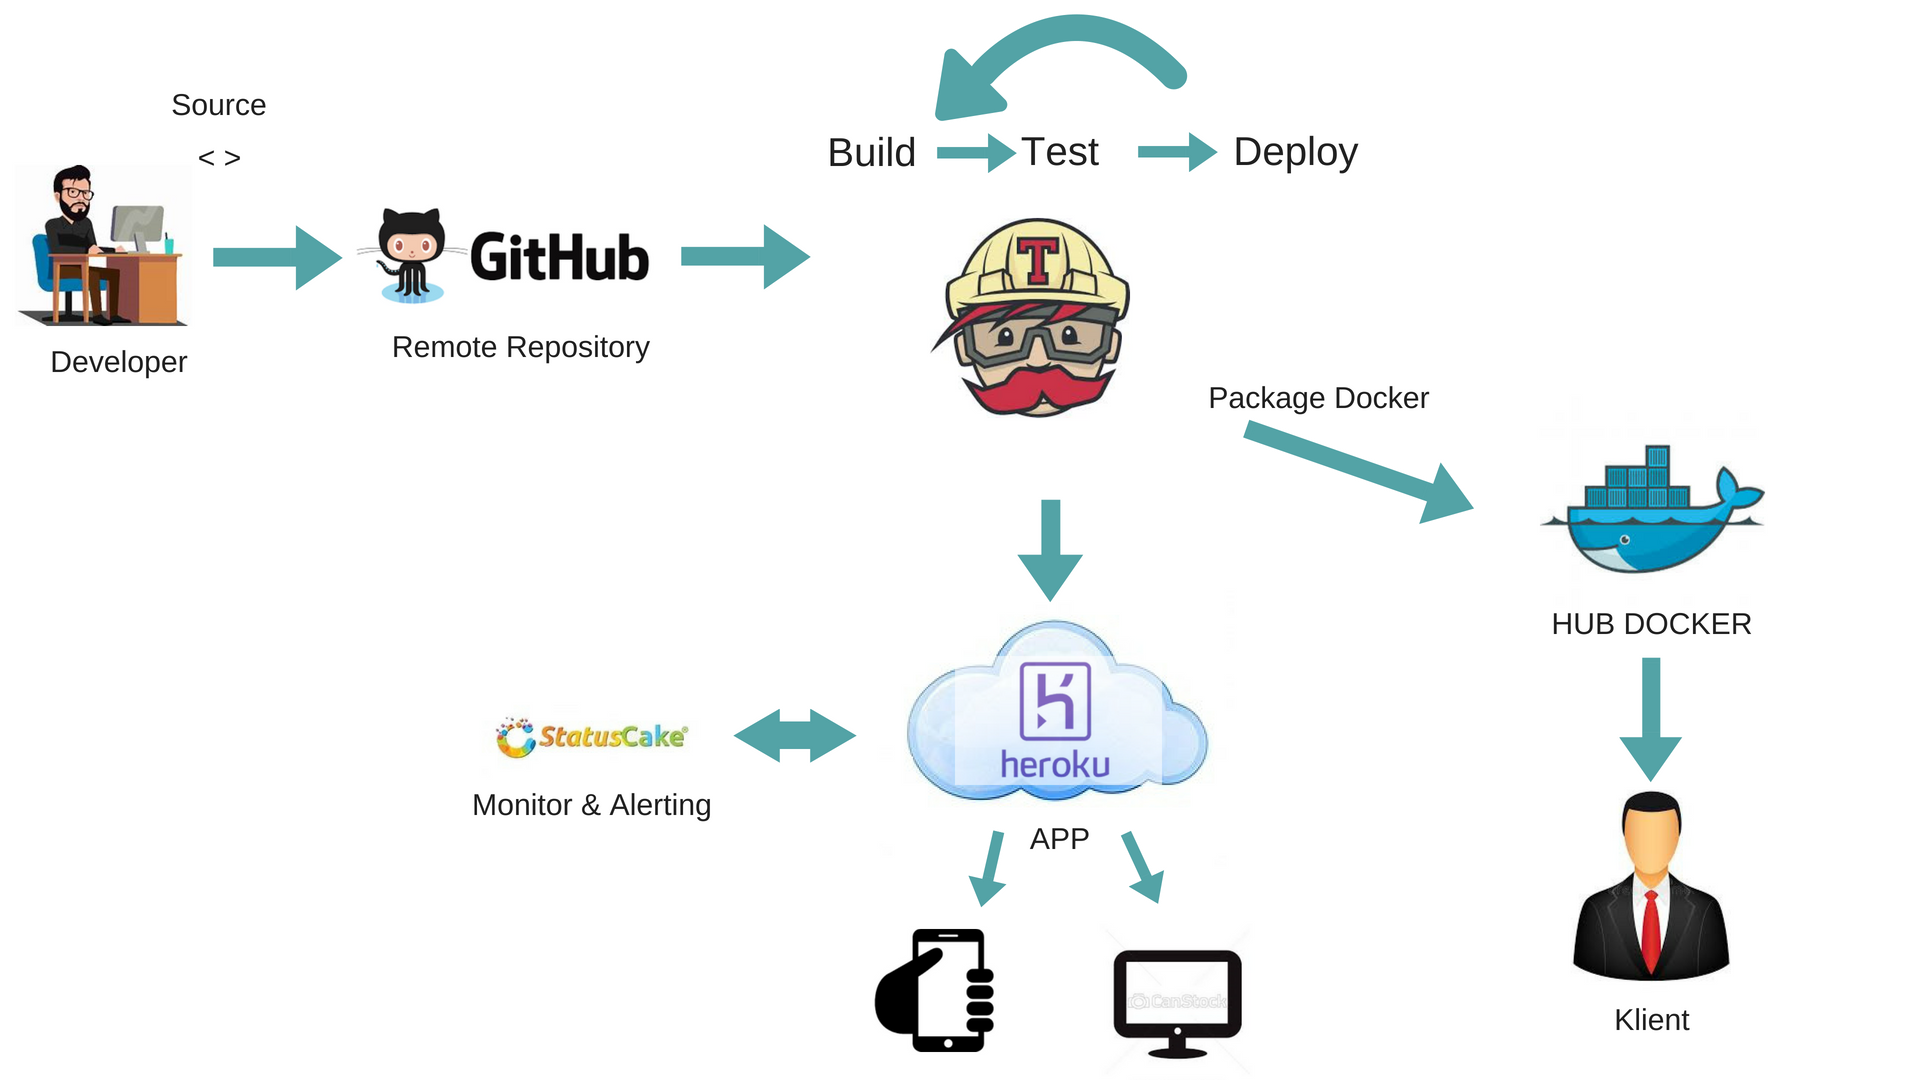 Source
< >
Build
Test
Deploy
T
GitHub
Developer
Remote Repository
Package Docker
HUB DOCKER
heroku
StatusCake
Monitor & Alerting
APP
CanStock
Klient